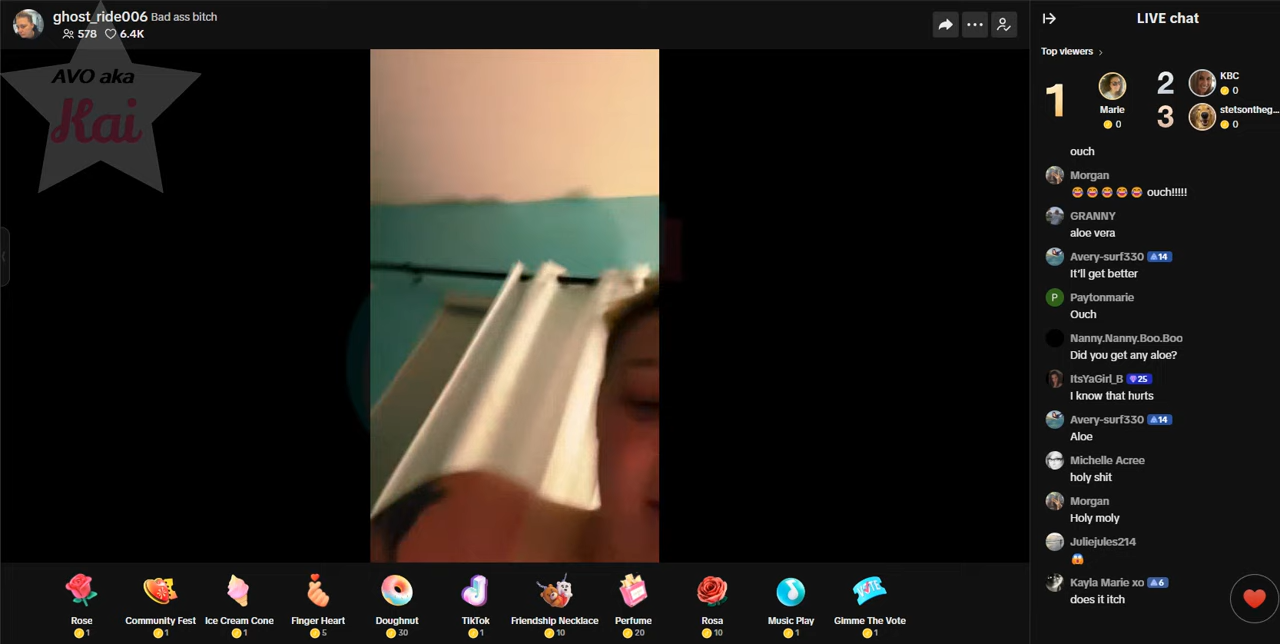 ghost_ride006 Bad ass bitch
578 6.4K
AVO aka
Kai
LIVE chat
Top viewers >
1
Marie
0
2
KBC
0
3
stetsontheg...
0
ouch
Morgan
ouch!!!!!
GRANNY
aloe vera
Avery-surf330 14
It'll get better
P
Paytonmarie
Ouch
Nanny.Nanny.Boo.Boo
Did you get any aloe?
ItsYaGirl_B 25
I know that hurts
Avery-surf330 14
Aloe
Michelle Acree
holy shit
Morgan
Holy moly
Juliejules214
Kayla Marie xo 6
does it itch
VOTE
Rose
1
Community Fest
1
Ice Cream Cone
1
Finger Heart
5
Doughnut
30
TikTok
1
Friendship Necklace
10
Perfume
20
Rosa
10
Music Play
1
Gimme The Vote
1